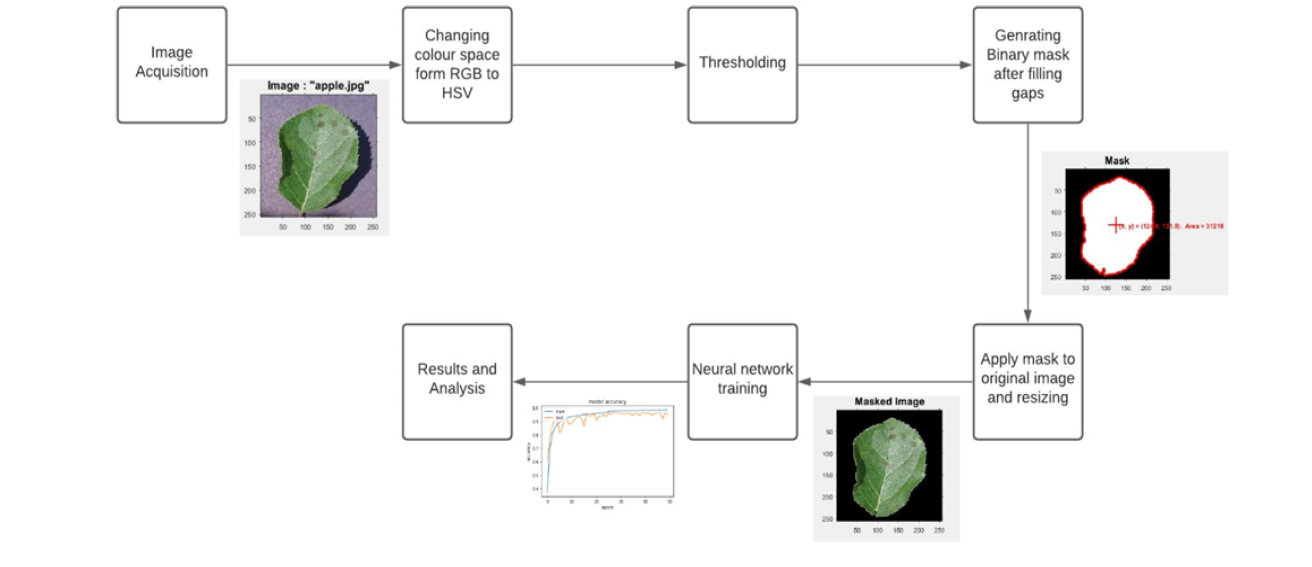 Image
Acquisition
Changing
colour space
form RGB to
HSV
Thresholding
Genrating
Binary mask
after filling
gaps
Image : "apple.jpg"
50
100
150
200
250
50 100 150 200 250
Mask
50
100
150
200
250
Area = 31218
50 100 150 200 250
Results and
Analysis
Neural network
training
Apply mask to
original image
and resizing
model accuracy
accuracy
epoch
Masked Image
50
100
150
200
250
50 100 150 200 250